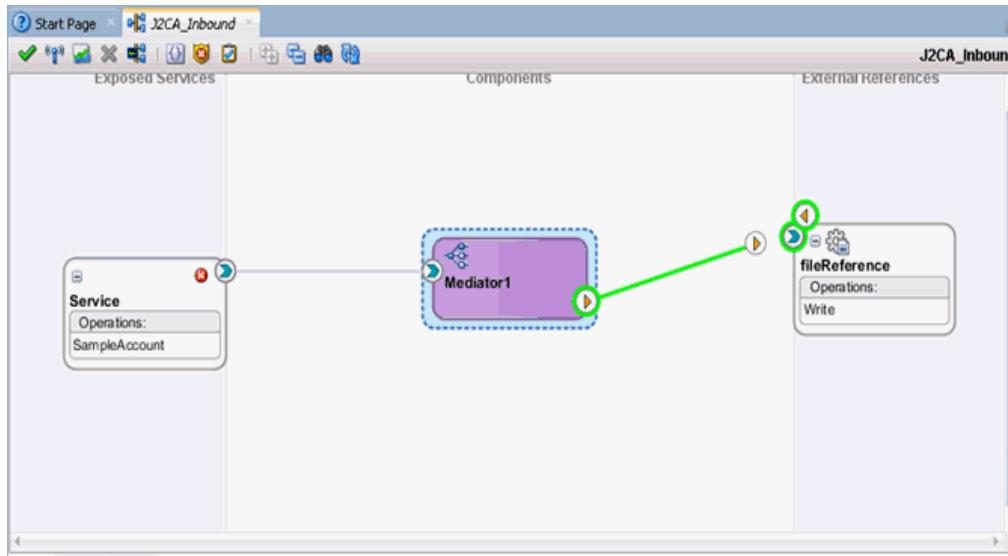 Start Page
J2CA_Inbound
J2CA_Inboun
Exposed Services
Components
External References
Mediator1
fileReference
Operations:
Write
Service
Operations:
SampleAccount